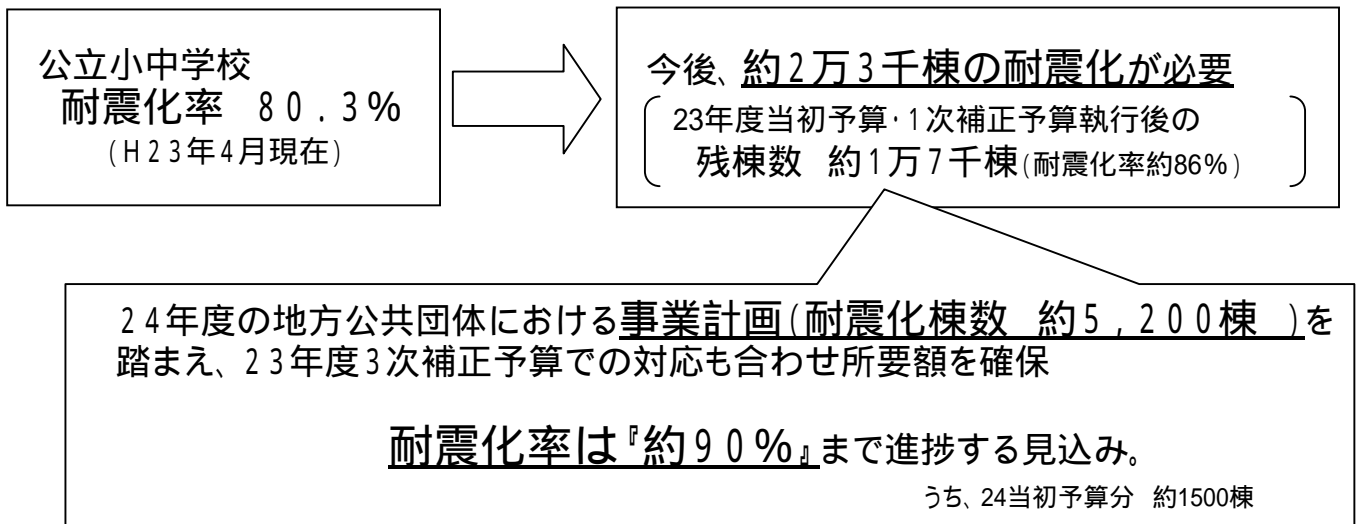 公立小中学校
耐震化率 80.3%
(H23年4月現在)
今後、約2万3千棟の耐震化が必要
23年度当初予算・1次補正予算執行後の
残棟数 約1万7千棟(耐震化率約86%)
24年度の地方公共団体における事業計画(耐震化棟数 約5,200棟 )を
踏まえ、23年度3次補正予算での対応も合わせ所要額を確保
耐震化率は『約90%』まで進捗する見込み。
うち、24当初予算分 約1500棟